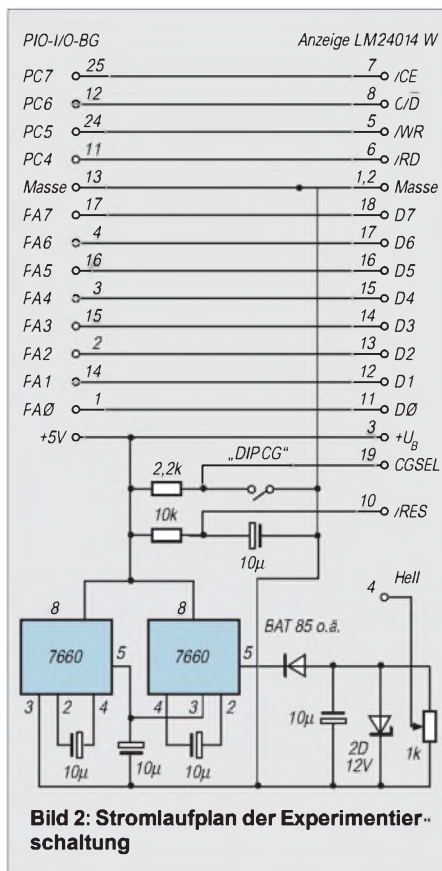 PIO-I/O-BG Anzeige LM24014 W
PC7 25 7 /CE
PC6 12 8 C/D̅
PC5 24 5 /WR
PC4 11 6 /RD
Masse 13 1,2 Masse
FA7 17 18 D7
FA6 4 17 D6
FA5 16 16 D5
FA4 3 15 D4
FA3 15 14 D3
FA2 2 13 D2
FA1 14 12 D1
FAØ 1 11 DØ
+5V 3 +UB
2,2k „DIPCG“ 19 CGSEL
10k 10 /RES
10µ
4 Hell
8 8 BAT 85 o.ä.
7660 5 7660 5
3 2 4 4 3 2
10µ 10µ 10µ 10µ 2D 12V 1k
Bild 2: Stromlaufplan der Experimentier-
schaltung